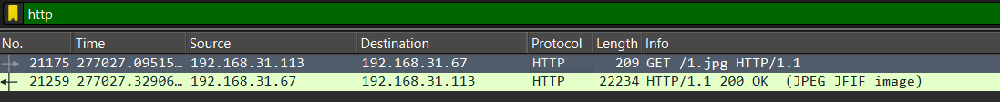 http
No. Time Source Destination Protocol Length Info
21175 277027.09515… 192.168.31.113 192.168.31.67 HTTP 209 GET /1.jpg HTTP/1.1
21259 277027.32906… 192.168.31.67 192.168.31.113 HTTP 22234 HTTP/1.1 200 OK  (JPEG JFIF image)